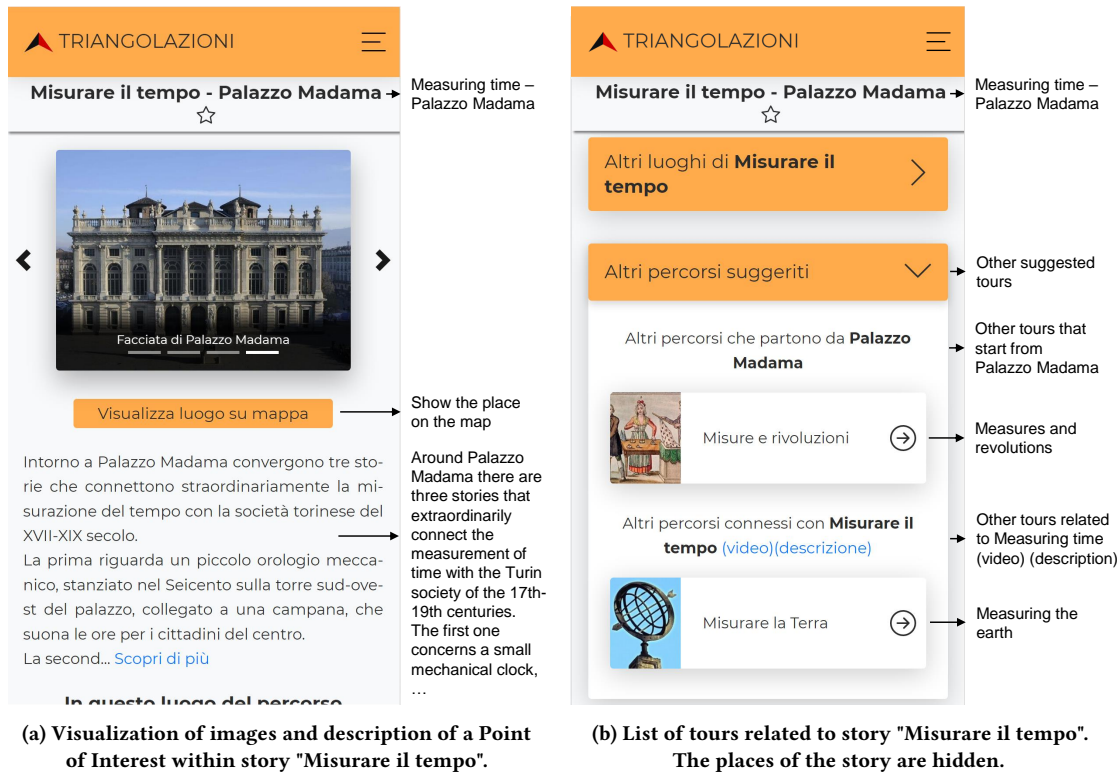 TRIANGOLAZIONI
Misurare il tempo - Palazzo Madama
Measuring time –
Palazzo Madama
Facciata di Palazzo Madama
Visualizza luogo su mappa
Show the place
on the map
Intorno a Palazzo Madama convergono tre sto-
rie che connettono straordinariamente la mi-
surazione del tempo con la società torinese del
XVII-XIX secolo.
La prima riguarda un piccolo orologio mecca-
nico, stanziato nel Seicento sulla torre sud-ove-
st del palazzo, collegato a una campana, che
suona le ore per i cittadini del centro.
La second... Scopri di più
Around Palazzo
Madama there are
three stories that
extraordinarily
connect the
measurement of
time with the Turin
society of the 17th-
19th centuries.
The first one
concerns a small
mechanical clock,
...
In questo luogo del percorso
(a) Visualization of images and description of a Point
of Interest within story "Misurare il tempo".
TRIANGOLAZIONI
Misurare il tempo - Palazzo Madama
Measuring time –
Palazzo Madama
Altri luoghi di Misurare il
tempo
Altri percorsi suggeriti
Other suggested
tours
Altri percorsi che partono da Palazzo
Madama
Other tours that
start from
Palazzo Madama
Misure e rivoluzioni
Measures and
revolutions
Altri percorsi connessi con Misurare il
tempo (video)(descrizione)
Other tours related
to Measuring time
(video) (description)
Misurare la Terra
Measuring the
earth
(b) List of tours related to story "Misurare il tempo".
The places of the story are hidden.